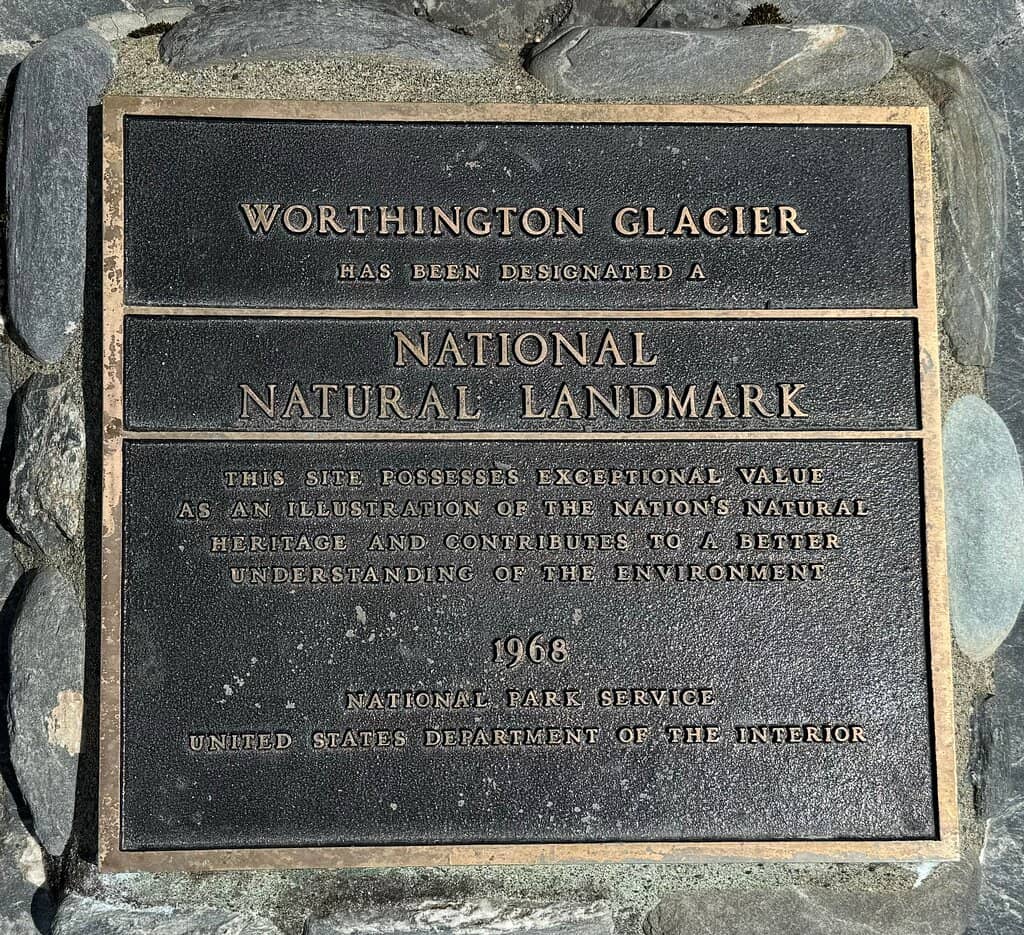 WORTHINGTON GLACIER
HAS BEEN DESIGNATED A
NATIONAL
NATURAL LANDMARK
THIS SITE POSSESSES EXCEPTIONAL VALUE
AS AN ILLUSTRATION OF THE NATION'S NATURAL
HERITAGE AND CONTRIBUTES TO A BETTER
UNDERSTANDING OF THE ENVIRONMENT
1968
NATIONAL PARK SERVICE
UNITED STATES DEPARTMENT OF THE INTERIOR